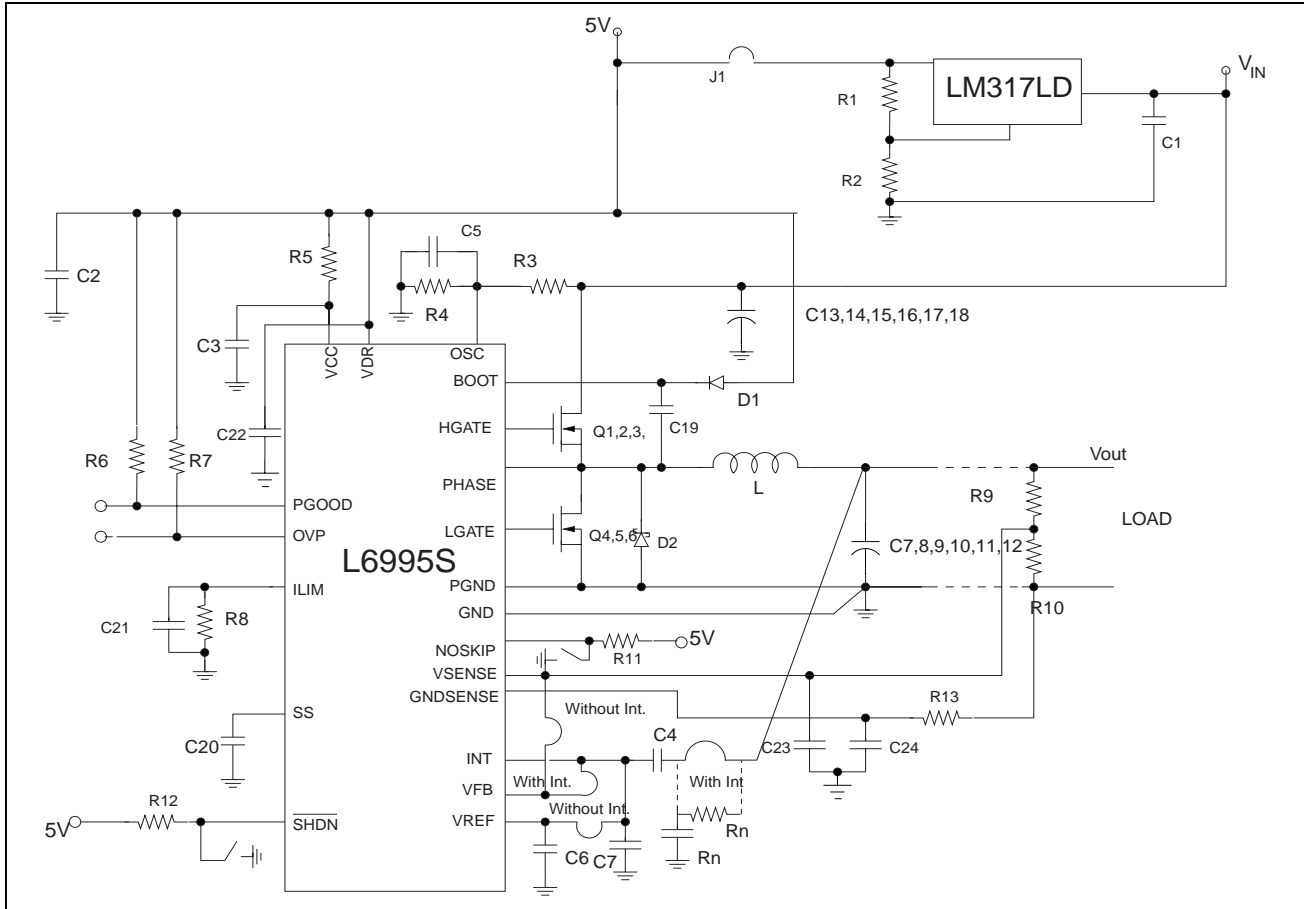 5V
J1
R1
LM317LD
V_IN
C1
R2
C5
R5
R3
C2
R4
C13,14,15,16,17,18
C3
VCC
VDR
OSC
BOOT
D1
C19
HGATE
Q1,2,3,
C22
R6
R7
Vout
PHASE
L
R9
PGOOD
LGATE
Q4,5,6
D2
LOAD
OVP
C7,8,9,10,11,12
L6995S
ILIM
PGND
R10
GND
C21
R8
5V
NOSKIP
R11
VSENSE
GNDSENSE
R13
SS
Without Int.
C4
C20
C23
C24
INT
With Int.
With Int
VFB
R12
Without Int.
5V
SHDN
VREF
Rn
C6
C7
Rn